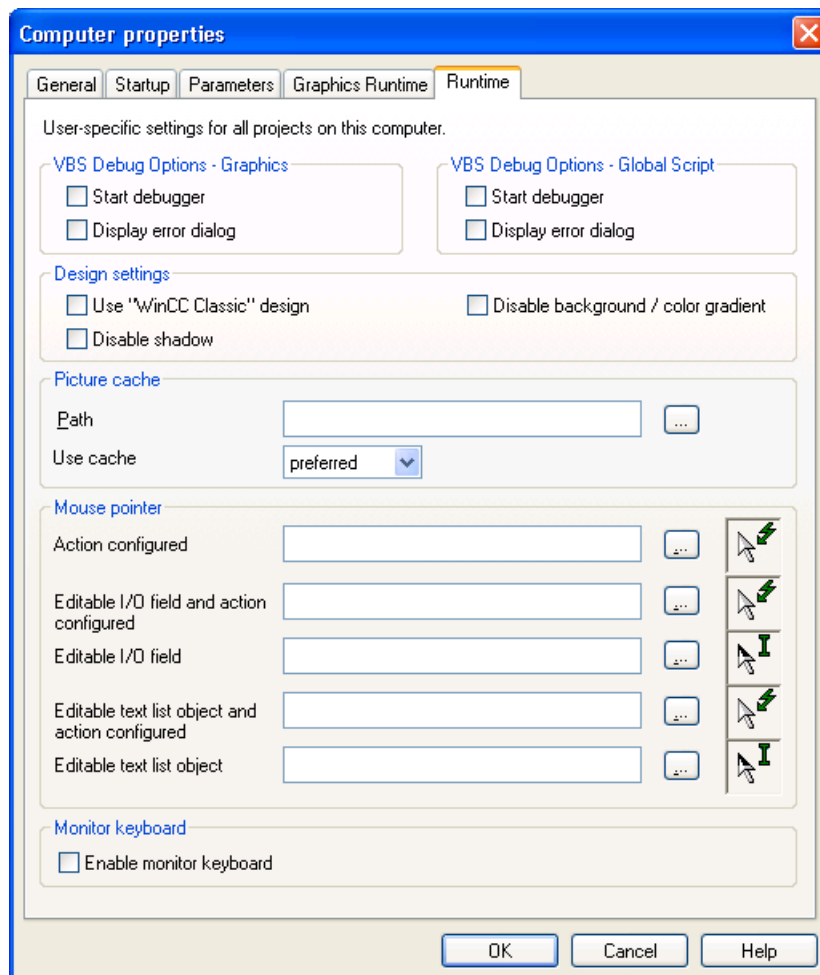 Computer properties
General Startup Parameters Graphics Runtime Runtime
User-specific settings for all projects on this computer.
VBS Debug Options - Graphics
Start debugger
Display error dialog
VBS Debug Options - Global Script
Start debugger
Display error dialog
Design settings
Use "WinCC Classic" design
Disable background / color gradient
Disable shadow
Picture cache
Path
...
Use cache
preferred
Mouse pointer
Action configured
...
Editable I/O field and action
configured
...
Editable I/O field
...
Editable text list object and
action configured
...
Editable text list object
...
Monitor keyboard
Enable monitor keyboard
OK Cancel Help